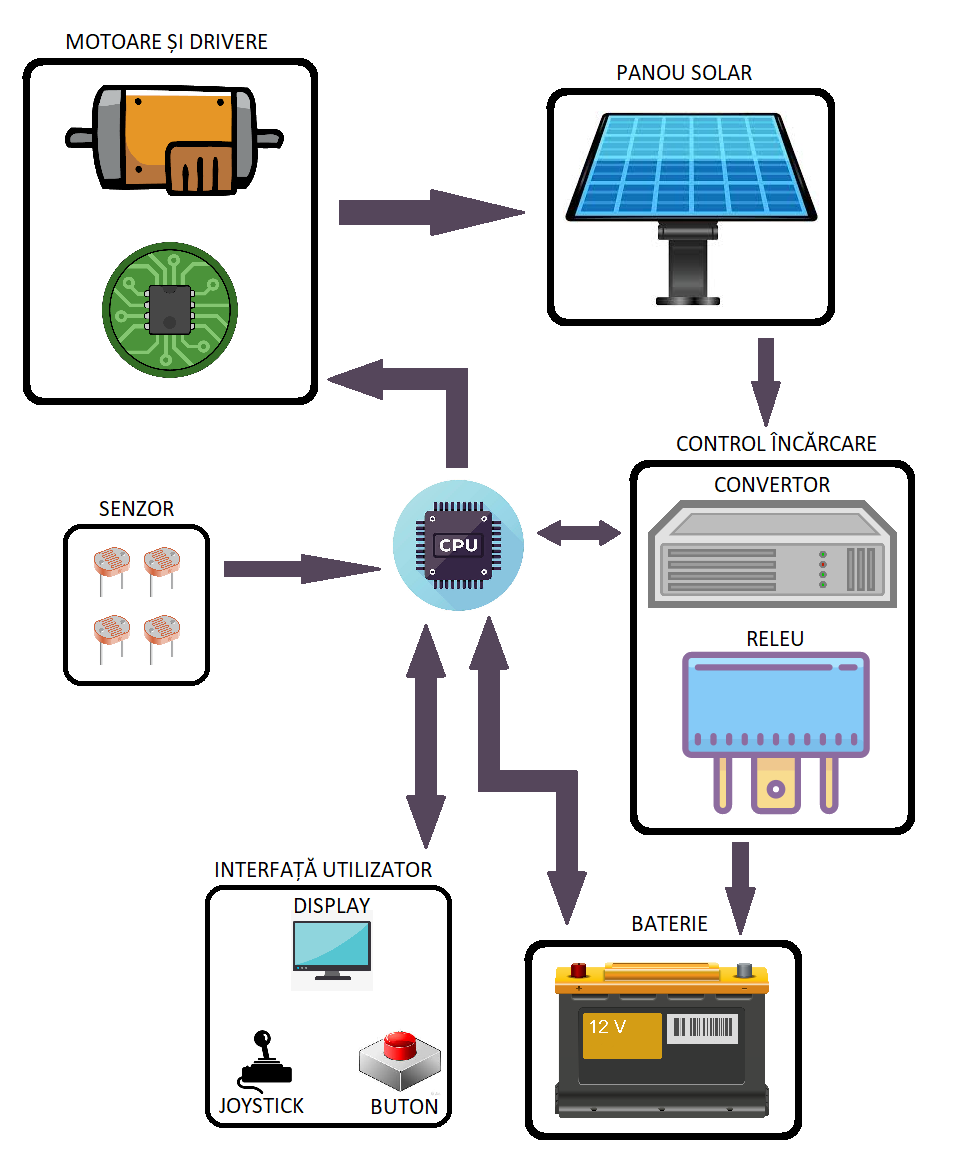 MOTOARE ȘI DRIVERE
PANOU SOLAR
CONTROL ÎNCĂRCARE
CONVERTOR
SENZOR
CPU
RELEU
INTERFAȚĂ UTILIZATOR
DISPLAY
JOYSTICK
BUTON
BATERIE
+ −
12 V